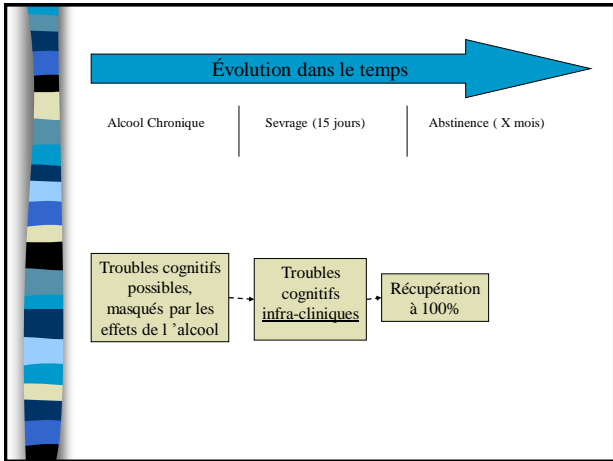 Évolution dans le temps
Alcool Chronique
Sevrage (15 jours)
Abstinence ( X mois)
Troubles cognitifs
possibles,
masqués par les
effets de l ’alcool
Troubles
cognitifs
infra-cliniques
Récupération
à 100%